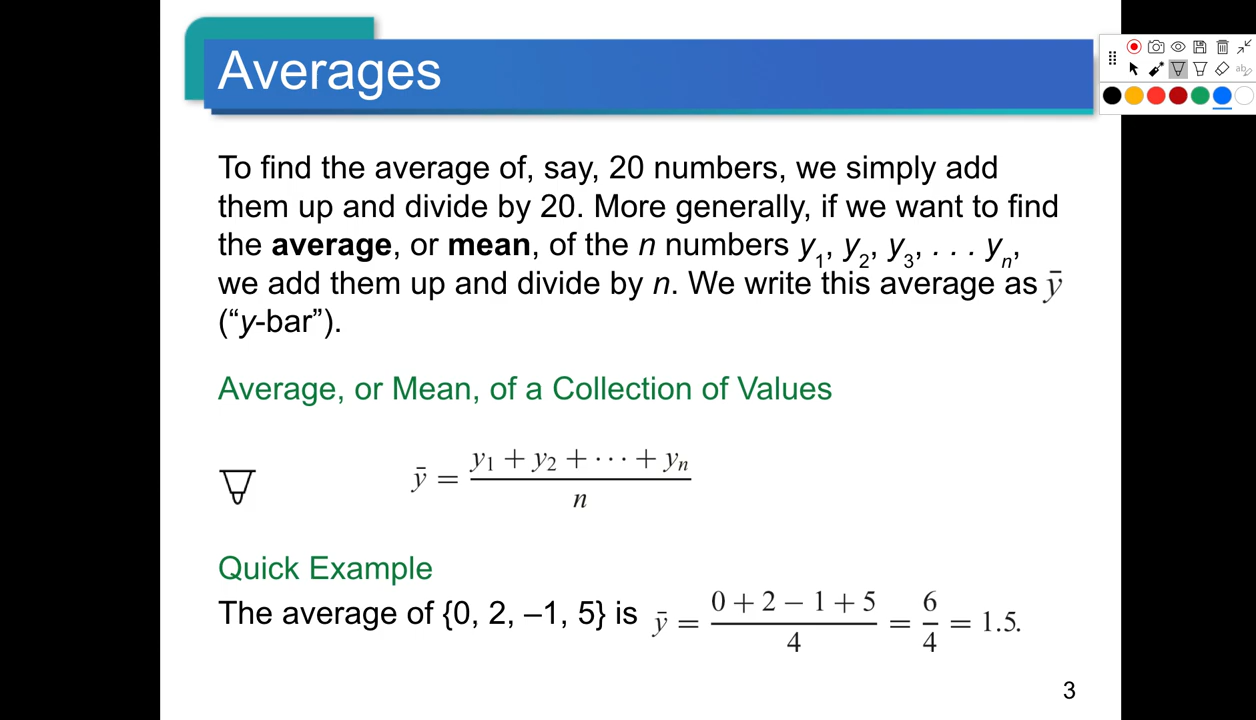 Averages
To find the average of, say, 20 numbers, we simply add
them up and divide by 20. More generally, if we want to find
the average, or mean, of the n numbers y₁, y₂, y₃, . . . yₙ,
we add them up and divide by n. We write this average as ȳ
(“y-bar”).
Average, or Mean, of a Collection of Values
ȳ = (y₁ + y₂ + ··· + yₙ) / n
Quick Example
The average of {0, 2, –1, 5} is ȳ = (0 + 2 − 1 + 5) / 4 = 6/4 = 1.5.
3
ab